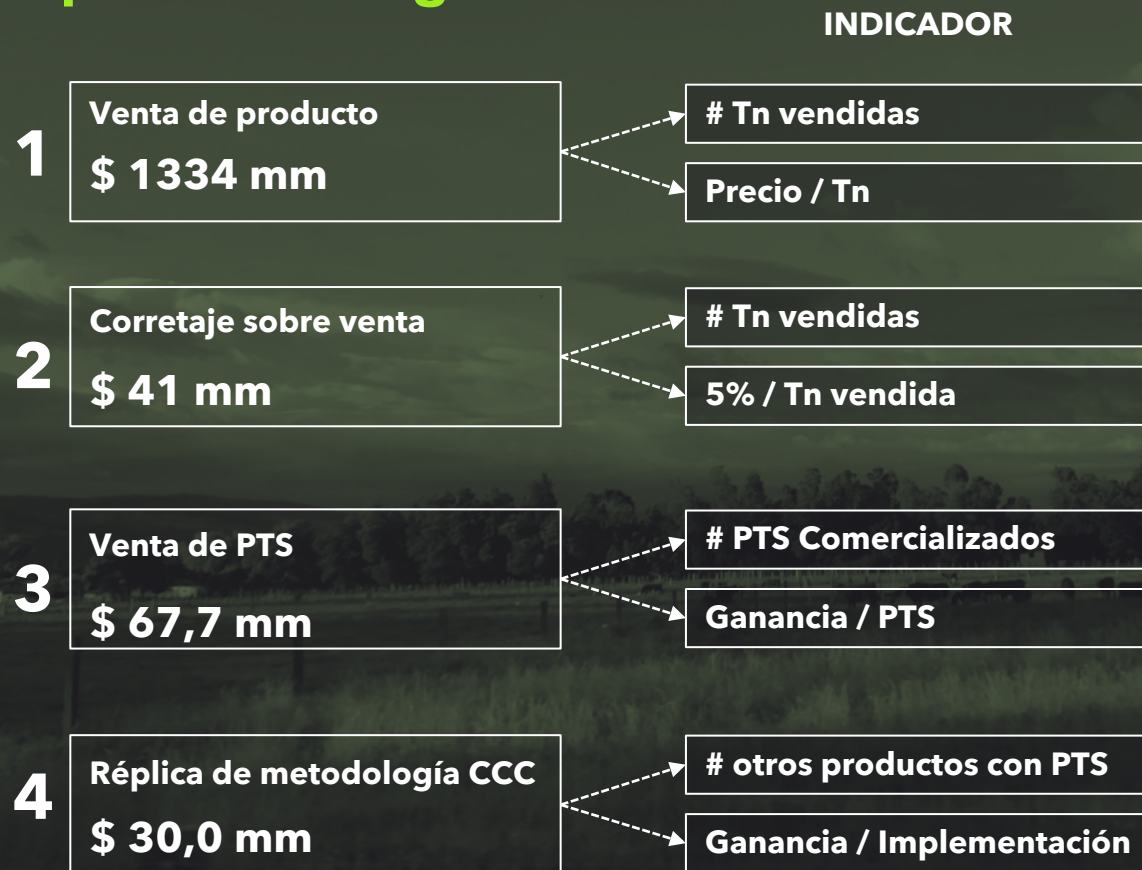 INDICADOR
1
Venta de producto
$ 1334 mm
# Tn vendidas
Precio / Tn
2
Corretaje sobre venta
$ 41 mm
# Tn vendidas
5% / Tn vendida
3
Venta de PTS
$ 67,7 mm
# PTS Comercializados
Ganancia / PTS
4
Réplica de metodología CCC
$ 30,0 mm
# otros productos con PTS
Ganancia / Implementación